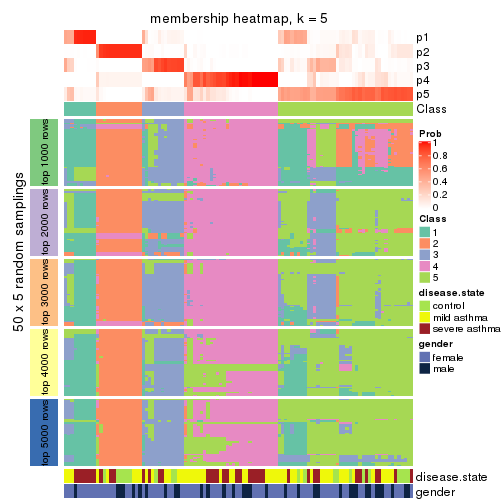 membership heatmap, k = 5
p1
p2
p3
p4
p5
Class
50 x 5 random samplings
top 1000 rows
top 2000 rows
top 3000 rows
top 4000 rows
top 5000 rows
Prob
1
0.8
0.6
0.4
0.2
0
Class
1
2
3
4
5
disease.state
control
mild asthma
severe asthma
gender
female
male
disease.state
gender